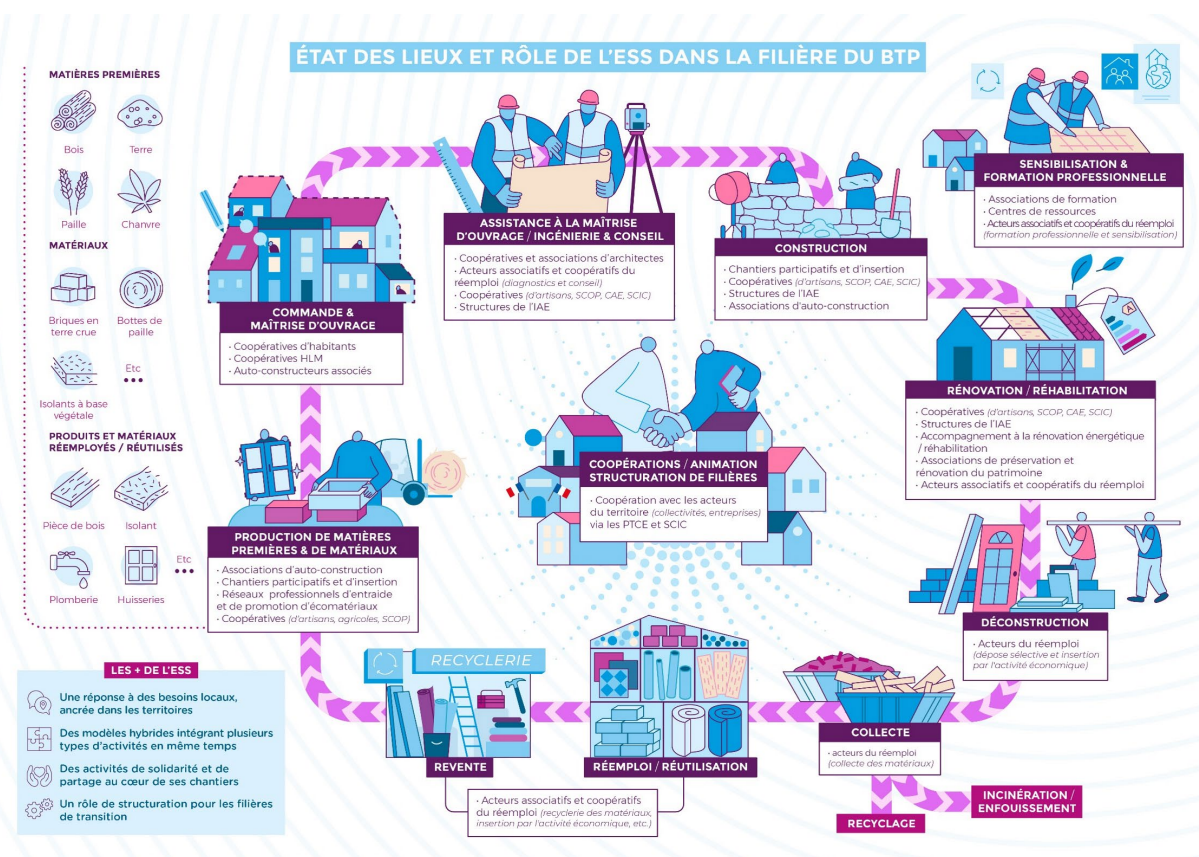 ÉTAT DES LIEUX ET RÔLE DE L'ESS DANS LA FILIÈRE DU BTP
MATIÈRES PREMIÈRES
Bois
Terre
Paille
Chanvre
MATÉRIAUX
Briques en
terre crue
Bottes de
paille
Isolants à base
végétale
Etc
PRODUITS ET MATÉRIAUX
RÉEMPLOYÉS / RÉUTILISÉS
Pièce de bois
Isolant
Plomberie
Huisseries
Etc
COMMANDE &
MAÎTRISE D'OUVRAGE
• Coopératives d'habitants
• Coopératives HLM
• Auto-constructeurs associés
ASSISTANCE À LA MAÎTRISE
D'OUVRAGE / INGÉNIERIE & CONSEIL
• Coopératives et associations d'architectes
• Acteurs associatifs et coopératifs du
réemploi (diagnostics et conseil)
• Coopératives (d'artisans, SCOP, CAE, SCIC)
• Structures de l'IAE
CONSTRUCTION
• Chantiers participatifs et d'insertion
• Coopératives (d'artisans, SCOP, CAE, SCIC)
• Structures de l'IAE
• Associations d'auto-construction
SENSIBILISATION &
FORMATION PROFESSIONNELLE
• Associations de formation
• Centres de ressources
• Acteurs associatifs et coopératifs du réemploi
(formation professionnelle et sensibilisation)
A
RÉNOVATION / RÉHABILITATION
• Coopératives (d'artisans, SCOP, CAE, SCIC)
• Structures de l'IAE
• Accompagnement à la rénovation énergétique
/ réhabilitation
• Associations de préservation et
rénovation du patrimoine
• Acteurs associatifs et coopératifs du réemploi
COOPÉRATIONS / ANIMATION
STRUCTURATION DE FILIÈRES
• Coopération avec les acteurs
du territoire (collectivités, entreprises)
via les PTCE et SCIC
PRODUCTION DE MATIÈRES
PREMIÈRES & DE MATÉRIAUX
• Associations d'auto-construction
• Chantiers participatifs et d'insertion
• Réseaux professionnels d'entraide
et de promotion d'écomatériaux
• Coopératives (d'artisans, agricoles, SCOP)
DÉCONSTRUCTION
• Acteurs du réemploi
(dépose sélective et insertion
par l'activité économique)
COLLECTE
• acteurs du réemploi
(collecte des matériaux)
INCINÉRATION /
ENFOUISSEMENT
RECYCLAGE
RÉEMPLOI / RÉUTILISATION
RECYCLERIE
REVENTE
• Acteurs associatifs et coopératifs
du réemploi (recyclerie des matériaux,
insertion par l'activité économique, etc.)
LES + DE L'ESS
Une réponse à des besoins locaux,
ancrée dans les territoires
Des modèles hybrides intégrant plusieurs
types d'activités en même temps
Des activités de solidarité et de
partage au cœur de ses chantiers
Un rôle de structuration pour les filières
de transition